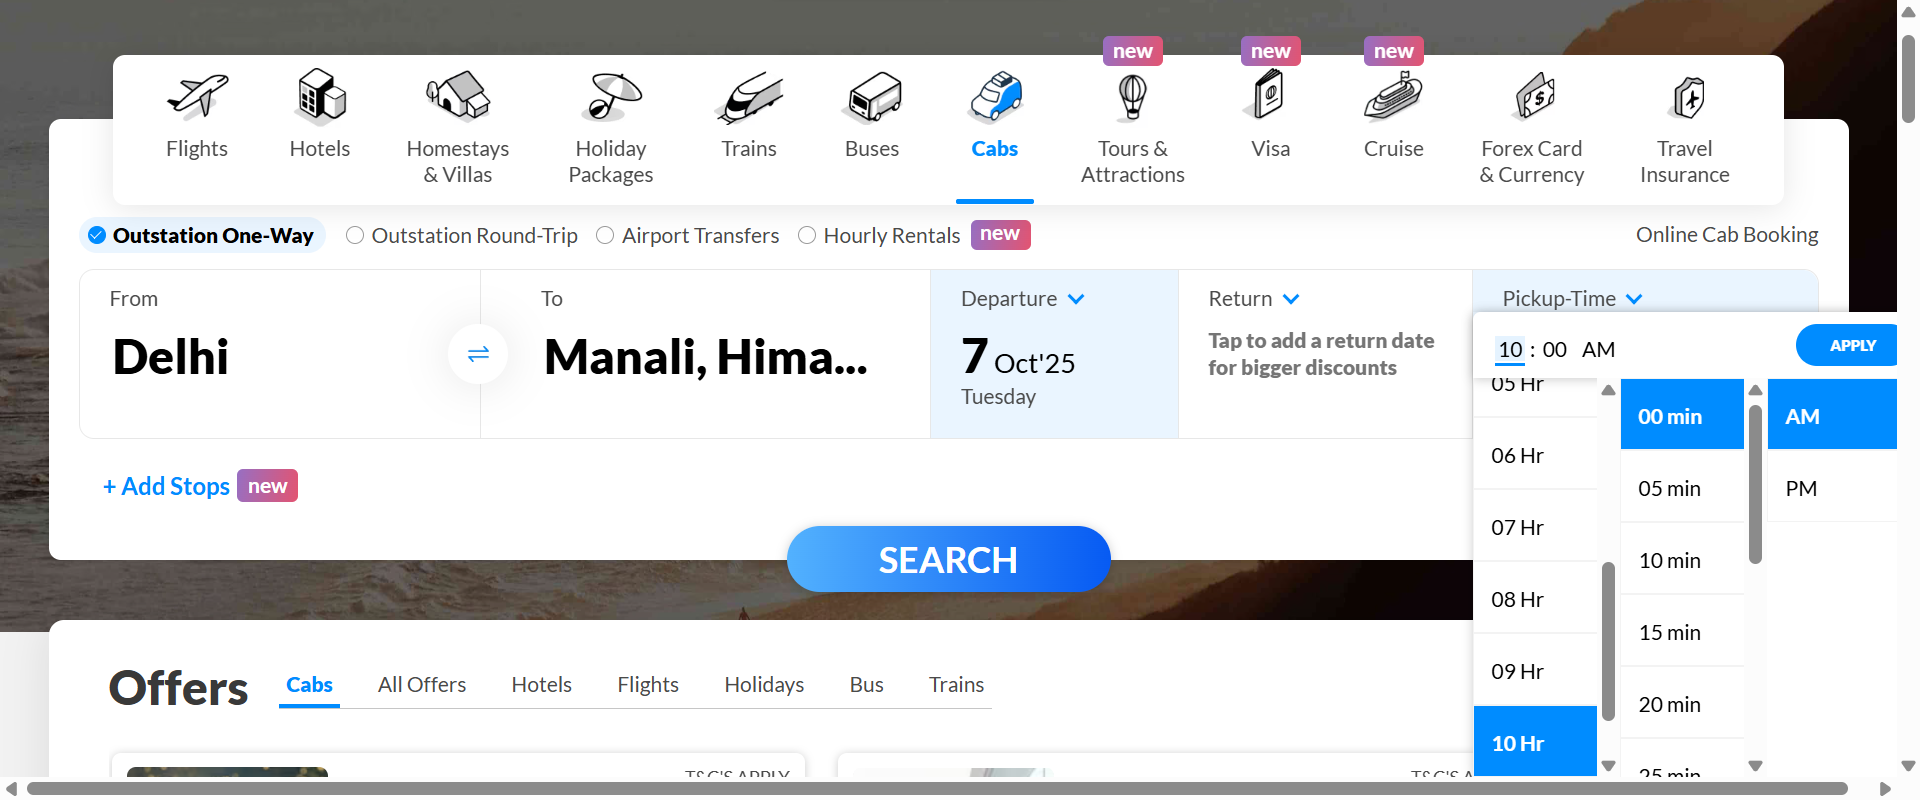 new
new
new
Flights
Hotels
Homestays
& Villas
Holiday
Packages
Trains
Buses
Cabs
Tours &
Attractions
Visa
Cruise
Forex Card
& Currency
Travel
Insurance
Outstation One-Way
Outstation Round-Trip
Airport Transfers
Hourly Rentals
new
Online Cab Booking
From
Delhi
To
Manali, Hima...
Departure
7 Oct'25
Tuesday
Return
Tap to add a return date
for bigger discounts
Pickup-Time
10 : 00 AM
APPLY
05 Hr
06 Hr
07 Hr
08 Hr
09 Hr
10 Hr
00 min
05 min
10 min
15 min
20 min
25 min
AM
PM
+ Add Stops
new
SEARCH
Offers
Cabs
All Offers
Hotels
Flights
Holidays
Bus
Trains
T&C'S APPLY
T&C'S A